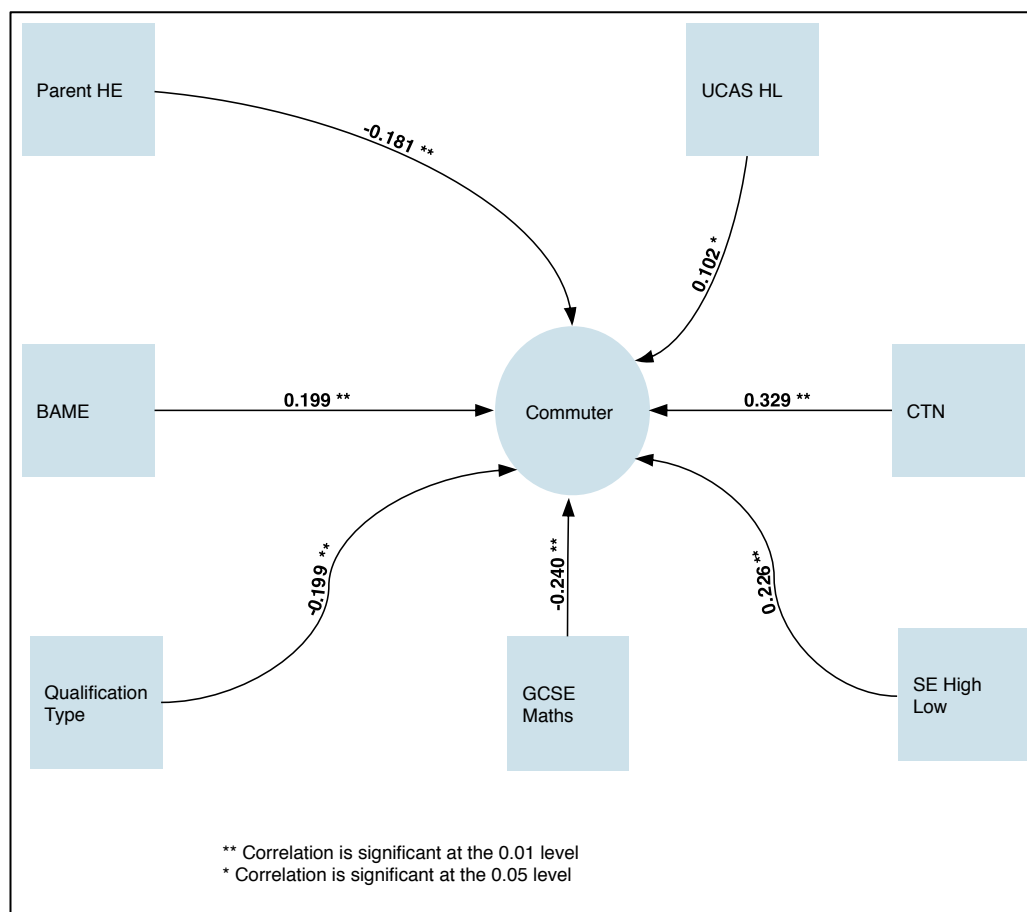 Parent HE
UCAS HL
-0.181 **
0.102 *
BAME
0.199 **
Commuter
0.329 **
CTN
-0.199 **
-0.240 **
0.226 **
Qualification
Type
GCSE
Maths
SE High
Low
** Correlation is significant at the 0.01 level
* Correlation is significant at the 0.05 level